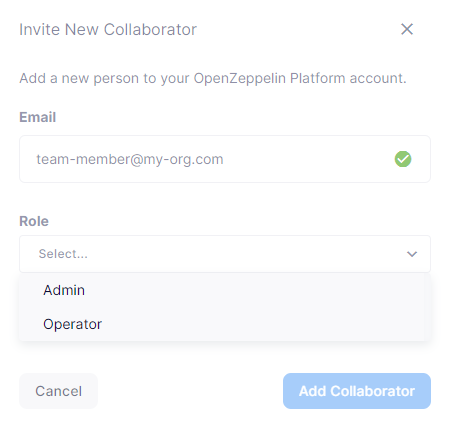 Invite New Collaborator
Add a new person to your OpenZeppelin Platform account.
Email
team-member@my-org.com
Role
Select...
Admin
Operator
Cancel
Add Collaborator